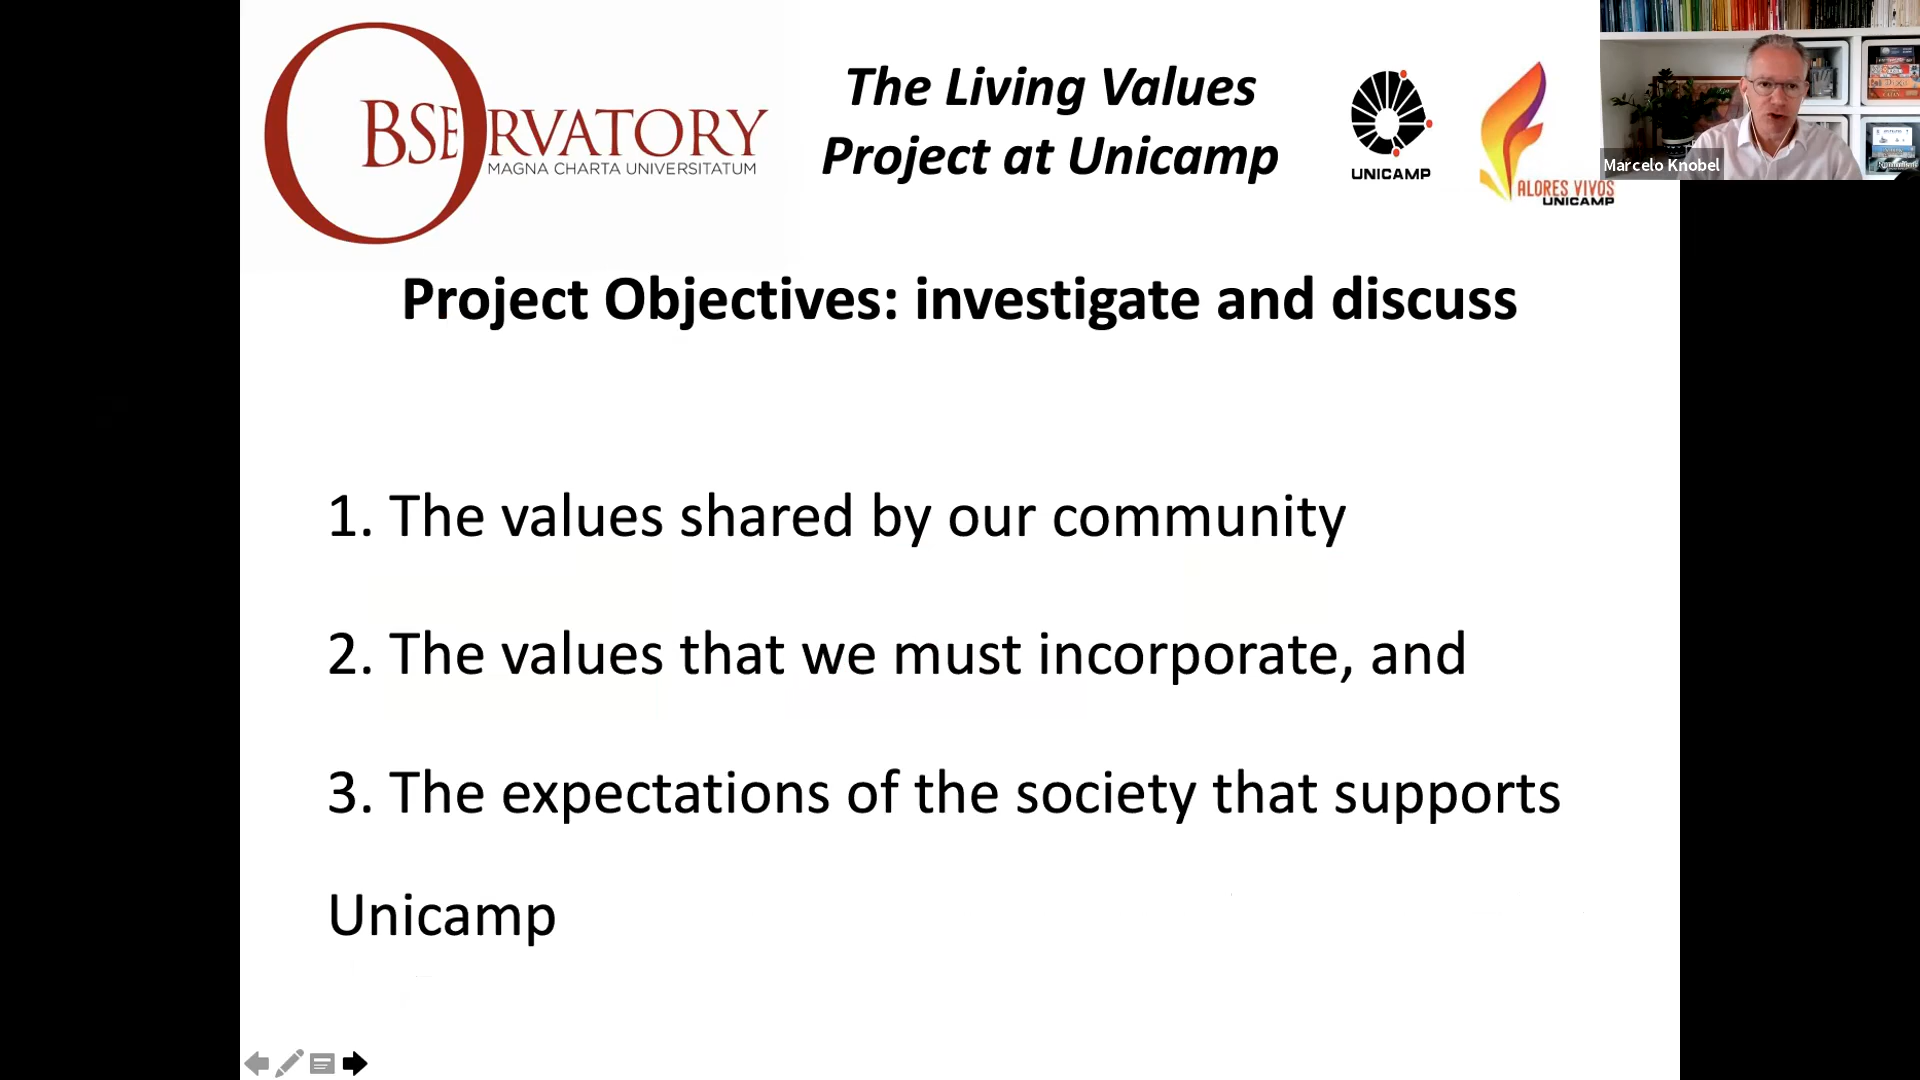 OBSERVATORY
MAGNA CHARTA UNIVERSITATUM
The Living Values
Project at Unicamp
UNICAMP
VALORES VIVOS
UNICAMP
Marcelo Knobel
Project Objectives: investigate and discuss
1. The values shared by our community
2. The values that we must incorporate, and
3. The expectations of the society that supports
Unicamp